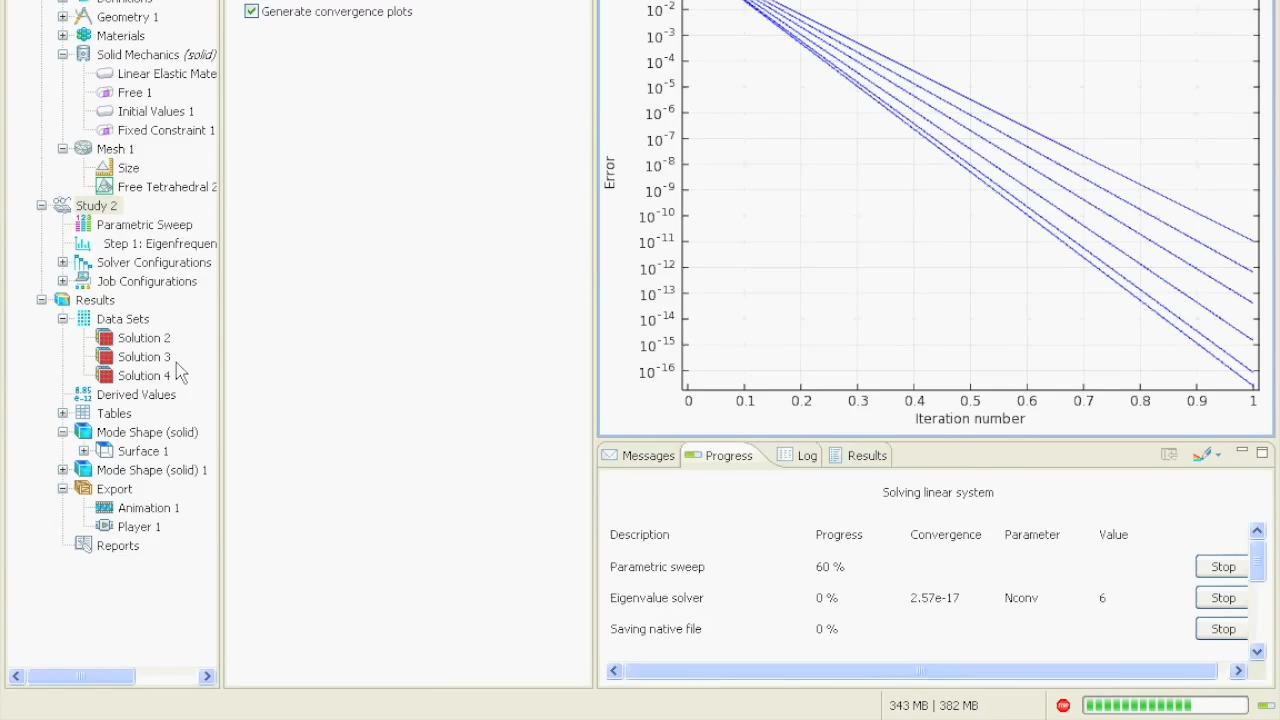 Definitions
Geometry 1
Materials
Solid Mechanics (solid)
Linear Elastic Mate
Free 1
Initial Values 1
Fixed Constraint 1
Mesh 1
Size
Free Tetrahedral 2
Study 2
Parametric Sweep
Step 1: Eigenfrequen
Solver Configurations
Job Configurations
Results
Data Sets
Solution 2
Solution 3
Solution 4
Derived Values
Tables
Mode Shape (solid)
Surface 1
Mode Shape (solid) 1
Export
Animation 1
Player 1
Reports
Generate convergence plots
10-2
10-3
10-4
10-5
10-6
10-7
10-8
10-9
10-10
10-11
10-12
10-13
10-14
10-15
10-16
Error
0 0.1 0.2 0.3 0.4 0.5 0.6 0.7 0.8 0.9 1
Iteration number
Messages Progress Log Results
Solving linear system
Description Progress Convergence Parameter Value
Parametric sweep 60 % Stop
Eigenvalue solver 0 % 2.57e-17 Nconv 6 Stop
Saving native file 0 % Stop
343 MB | 382 MB